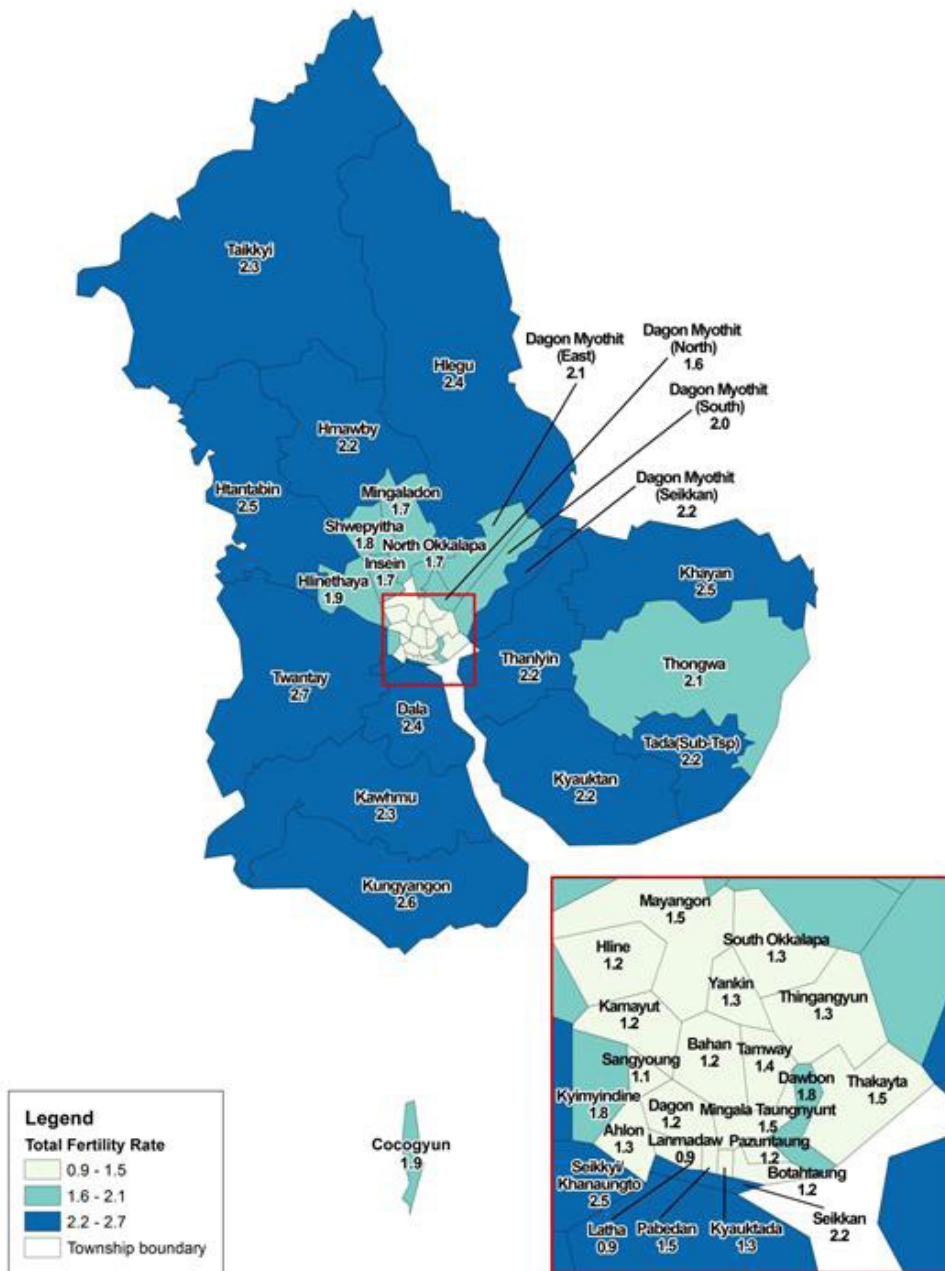 Taikkyi
2.3
Hlegu
2.4
Dagon Myothit
(East)
2.1
Dagon Myothit
(North)
1.6
Dagon Myothit
(South)
2.0
Dagon Myothit
(Seikkan)
2.2
Hmawby
2.2
Htantabin
2.5
Mingaladon
1.7
Shwepyitha
1.8
North Okkalapa
1.7
Insein
1.7
Hlinethaya
1.9
Khayan
2.5
Thongwa
2.1
Thanlyin
2.2
Twantay
2.7
Dala
2.4
Tada(Sub-Tsp)
2.2
Kyauktan
2.2
Kawhmu
2.3
Kungyangon
2.6
Cocogyun
1.9
Mayangon
1.5
South Okkalapa
1.3
Hline
1.2
Yankin
1.3
Thingangyun
1.3
Kamayut
1.2
Bahan
1.2
Tamway
1.4
Sangyoung
1.1
Dawbon
1.8
Thakayta
1.5
Kyimyindine
1.8
Dagon
1.2
Mingala Taungnyunt
1.5
Ahlon
1.3
Lanmadaw
0.9
Pazuntaung
1.2
Botahtaung
1.2
Seikkyi/
Khanaungto
2.5
Latha
0.9
Pabedan
1.5
Kyauktada
1.3
Seikkan
2.2
Legend
Total Fertility Rate
0.9 - 1.5
1.6 - 2.1
2.2 - 2.7
Township boundary